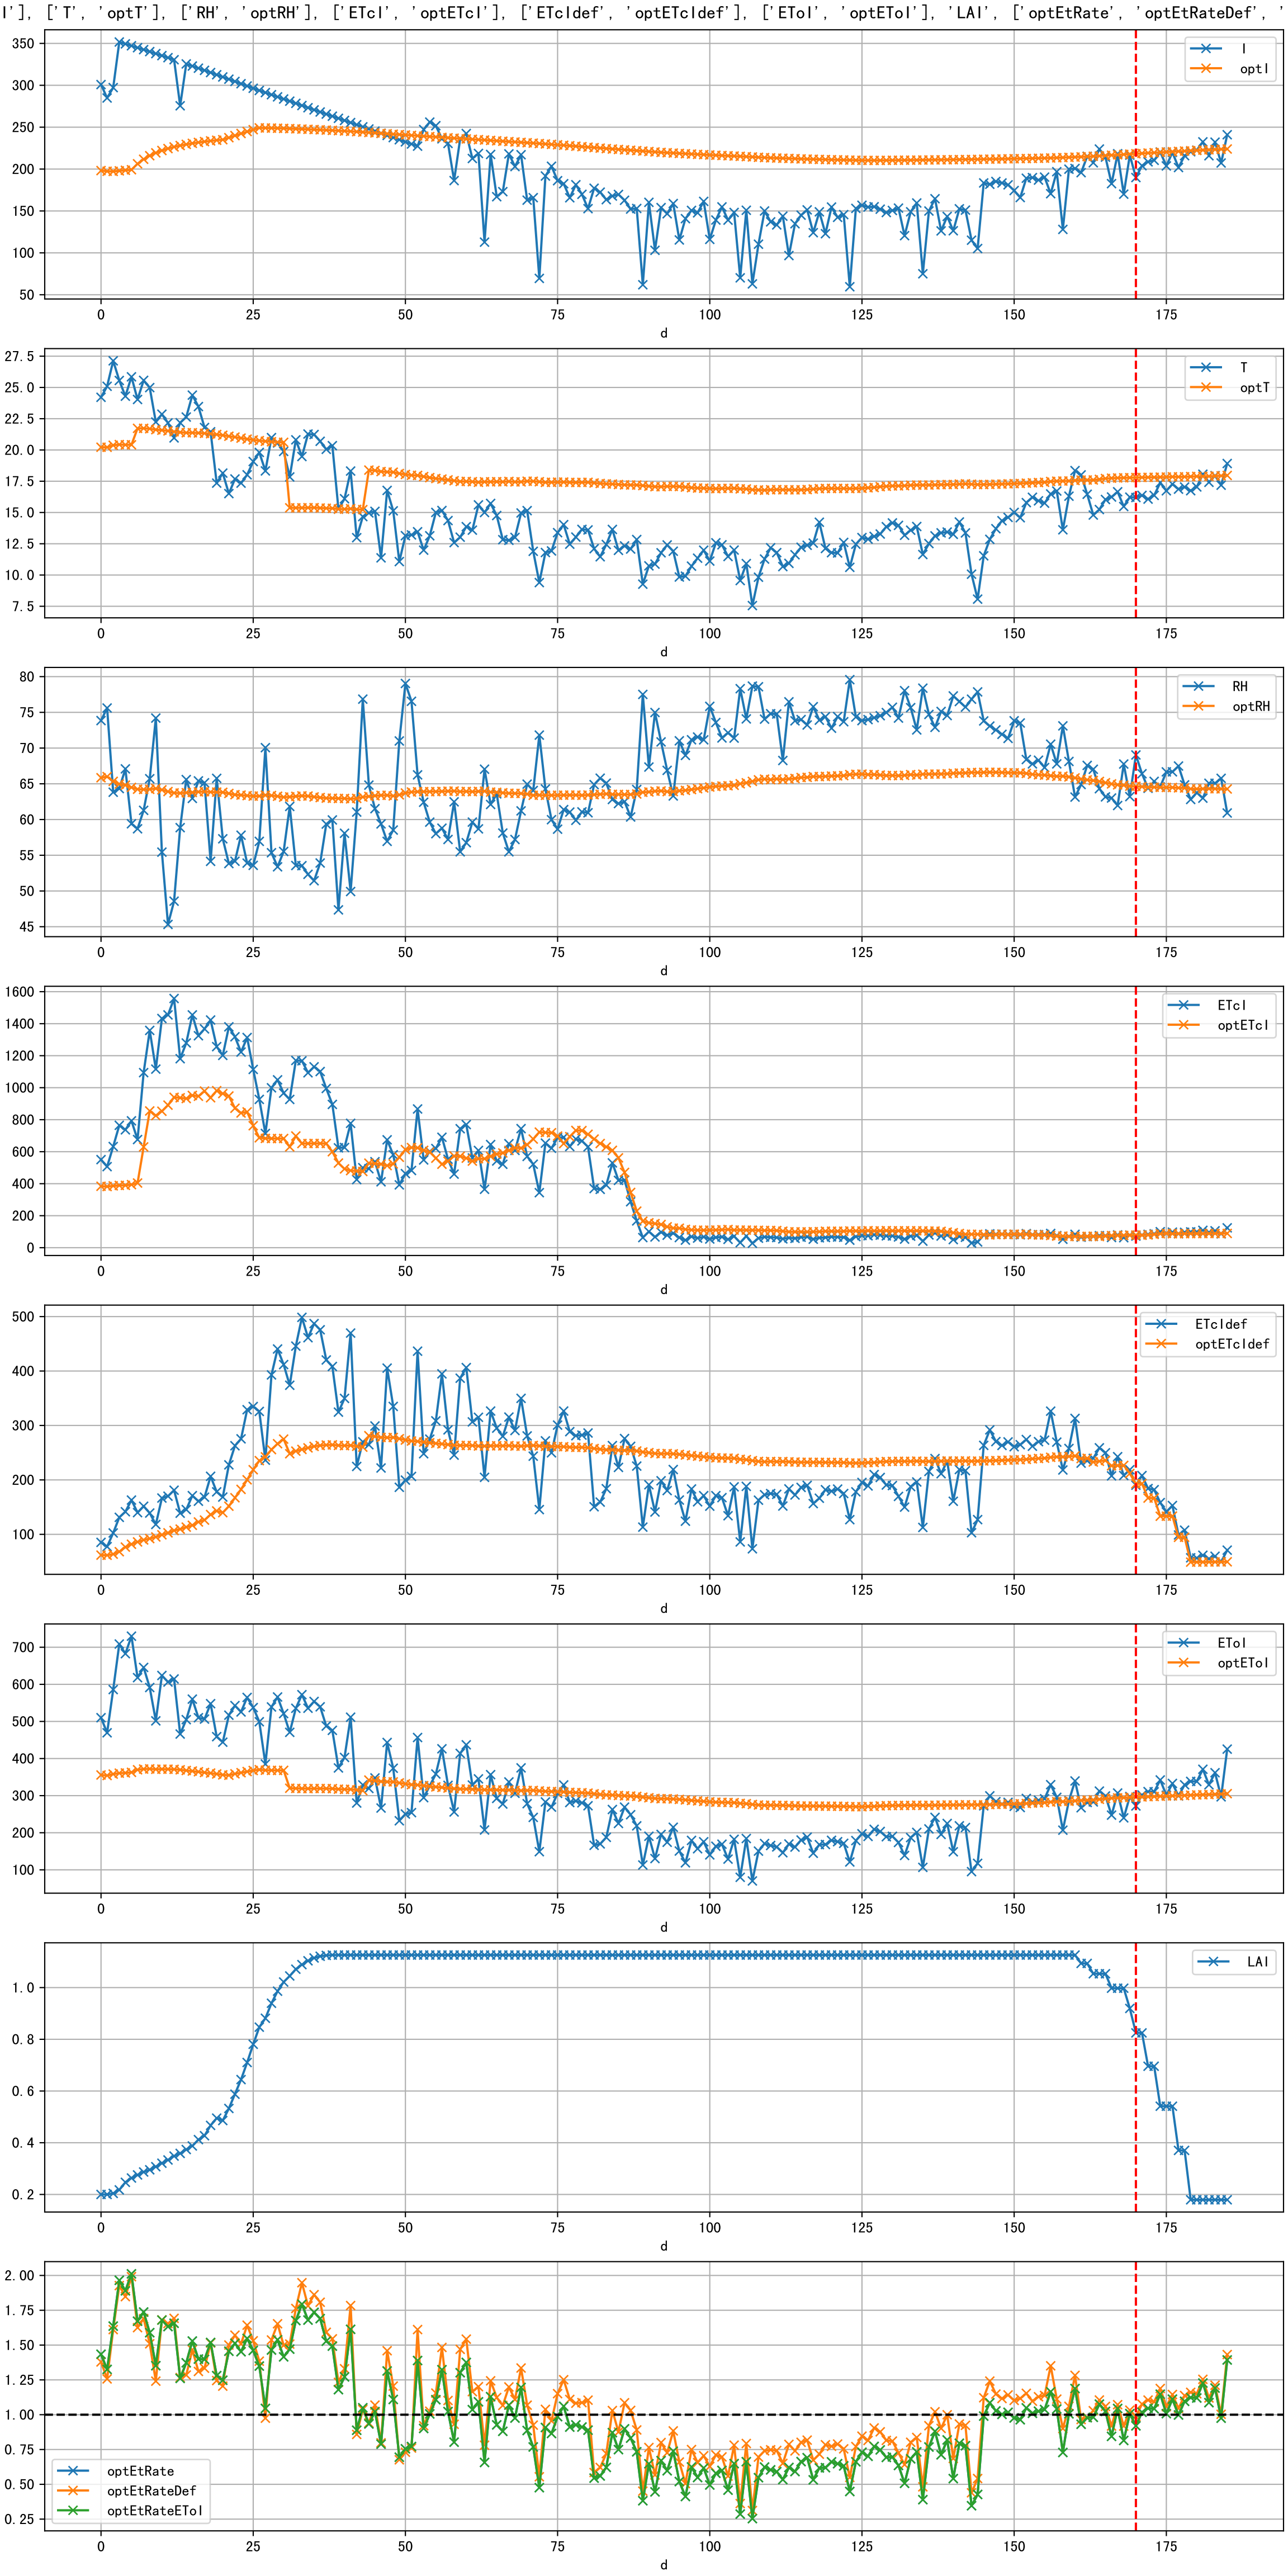 I'], ['T', 'optT'], ['RH', 'optRH'], ['ETcI', 'optETcI'], ['ETcIdef', 'optETcIdef'], ['EToI', 'optEToI'], 'LAI', ['optEtRate', 'optEtRateDef', '
350
300
250
200
150
100
50
I
optI
0 25 50 75 100 125 150 175
d
27.5
25.0
22.5
20.0
17.5
15.0
12.5
10.0
7.5
T
optT
0 25 50 75 100 125 150 175
d
80
75
70
65
60
55
50
45
RH
optRH
0 25 50 75 100 125 150 175
d
1600
1400
1200
1000
800
600
400
200
0
ETcI
optETcI
0 25 50 75 100 125 150 175
d
500
400
300
200
100
ETcIdef
optETcIdef
0 25 50 75 100 125 150 175
d
700
600
500
400
300
200
100
EToI
optEToI
0 25 50 75 100 125 150 175
d
1.0
0.8
0.6
0.4
0.2
LAI
0 25 50 75 100 125 150 175
d
2.00
1.75
1.50
1.25
1.00
0.75
0.50
0.25
optEtRate
optEtRateDef
optEtRateEToI
0 25 50 75 100 125 150 175
d